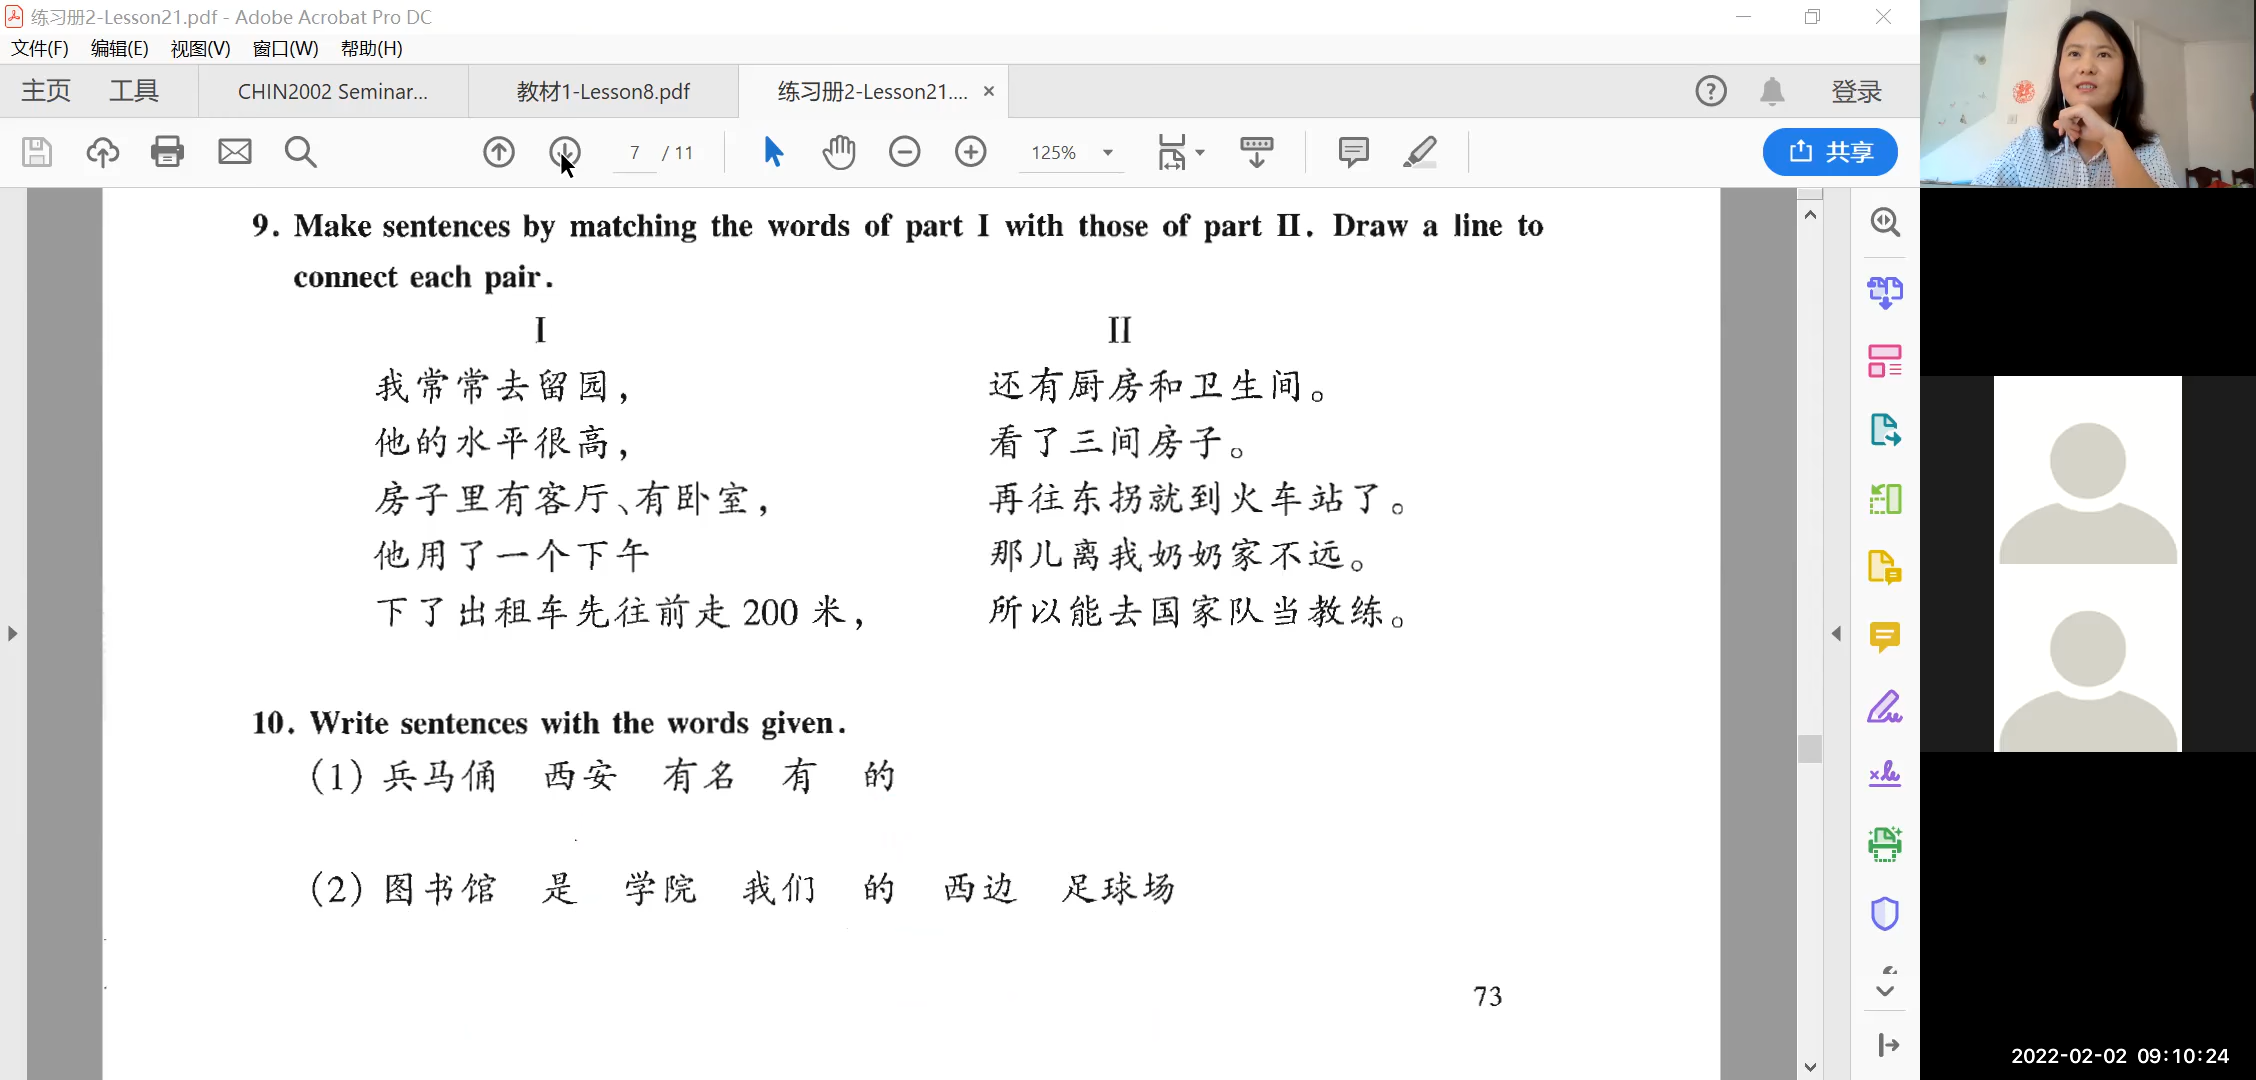 练习册2-Lesson21.pdf - Adobe Acrobat Pro DC
文件(F) 编辑(E) 视图(V) 窗口(W) 帮助(H)
主页 工具 CHIN2002 Seminar... 教材1-Lesson8.pdf 练习册2-Lesson21.... × 登录
7 / 11 125% 共享
9. Make sentences by matching the words of part I with those of part II. Draw a line to
connect each pair.
I II
我常常去留园， 还有厨房和卫生间。
他的水平很高， 看了三间房子。
房子里有客厅、有卧室， 再往东拐就到火车站了。
他用了一个下午 那儿离我奶奶家不远。
下了出租车先往前走 200 米， 所以能去国家队当教练。
10. Write sentences with the words given.
(1) 兵马俑 西安 有名 有 的
(2) 图书馆 是 学院 我们 的 西边 足球场
73
2022-02-02 09:10:24